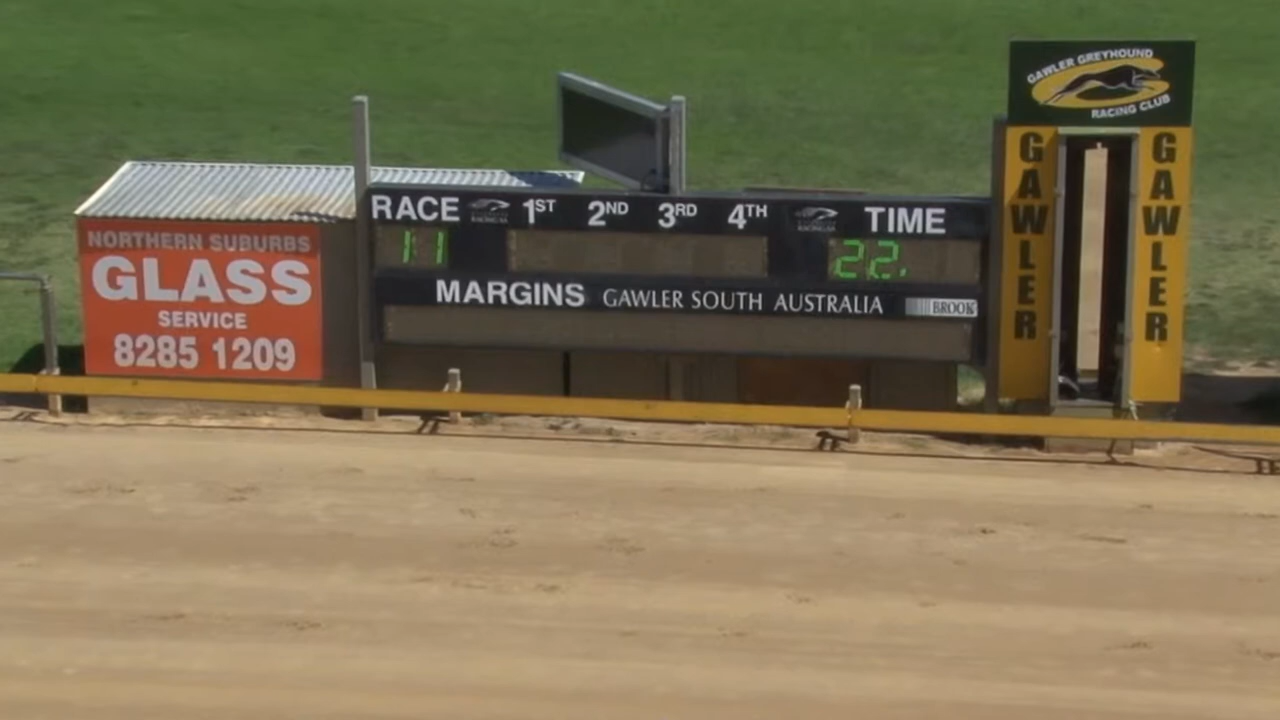 GAWLER GREYHOUND
RACING CLUB
GAWLER
GAWLER
RACE 1ST 2ND 3RD 4TH TIME
11 22.
MARGINS GAWLER SOUTH AUSTRALIA BROOK
NORTHERN SUBURBS
GLASS
SERVICE
8285 1209